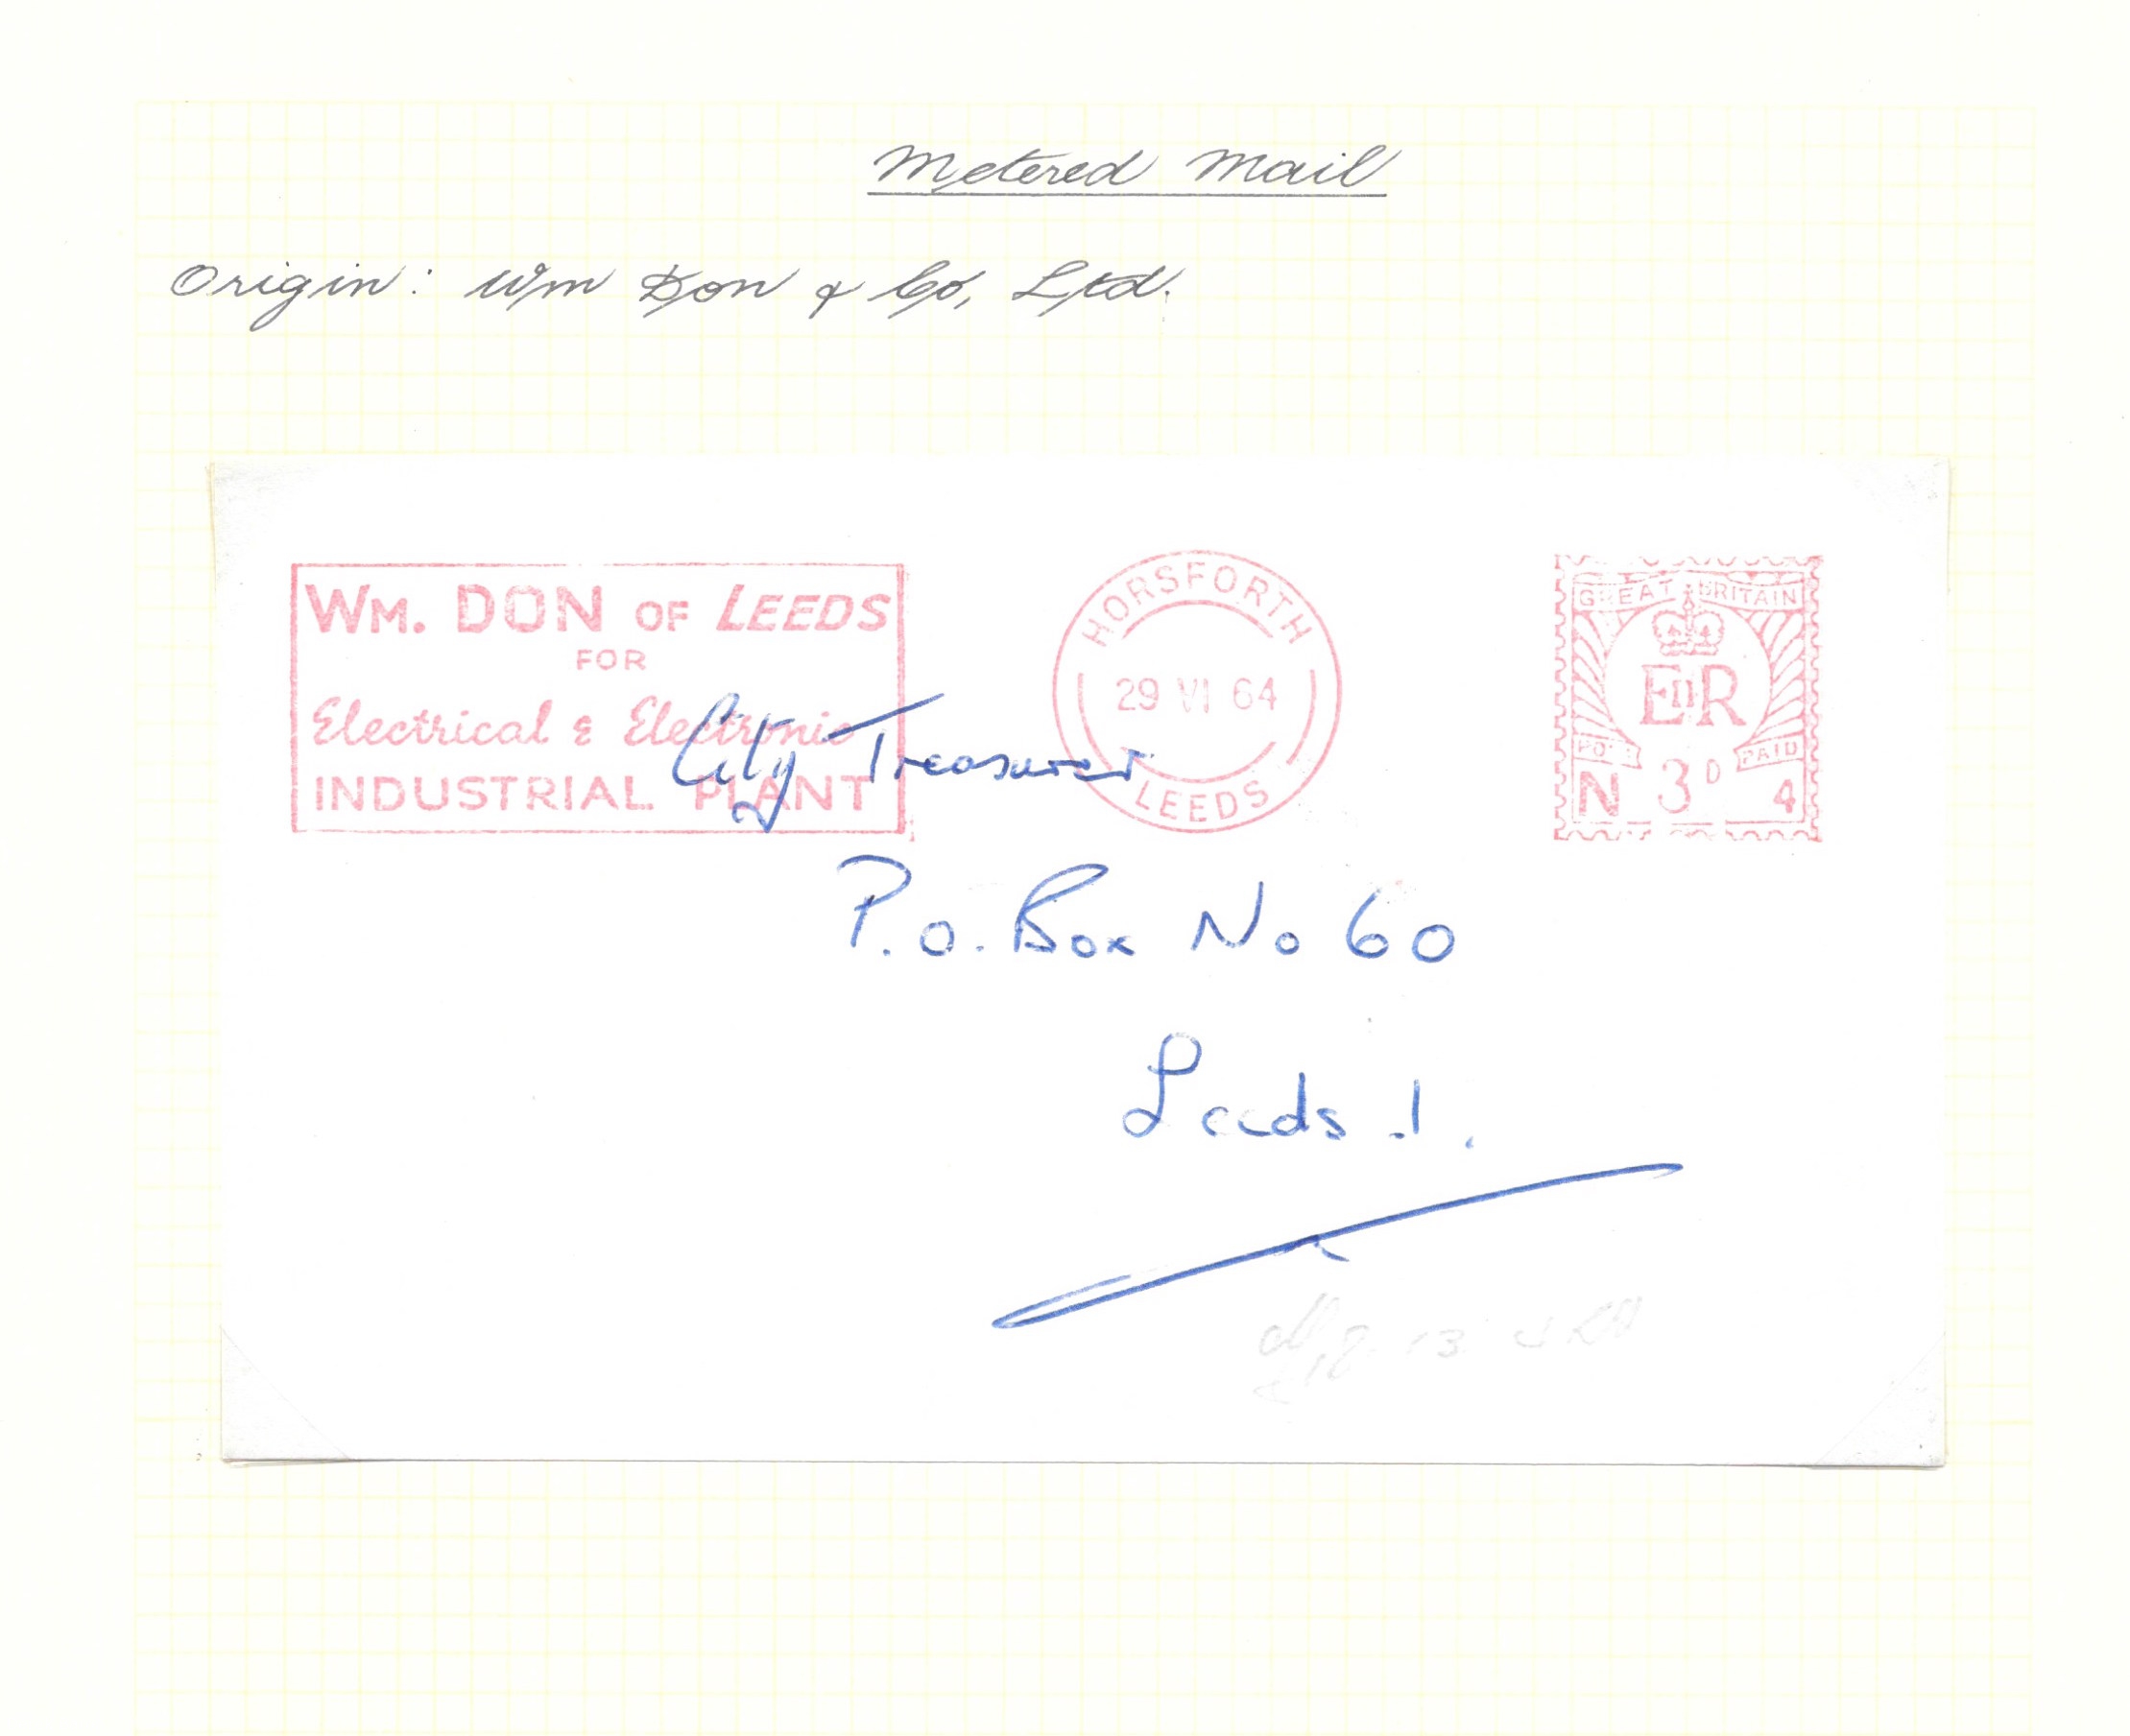 Metered Mail
Origin: Wm Don & Co, Ltd.
WM. DON OF LEEDS
FOR
Electrical & Electronic
INDUSTRIAL PLANT
HORSFORTH
29 VI 64
LEEDS
GREAT BRITAIN
EIIR
POST PAID
N 3D 4
City Treasurer
P.O. Box No 60
Leeds .1.